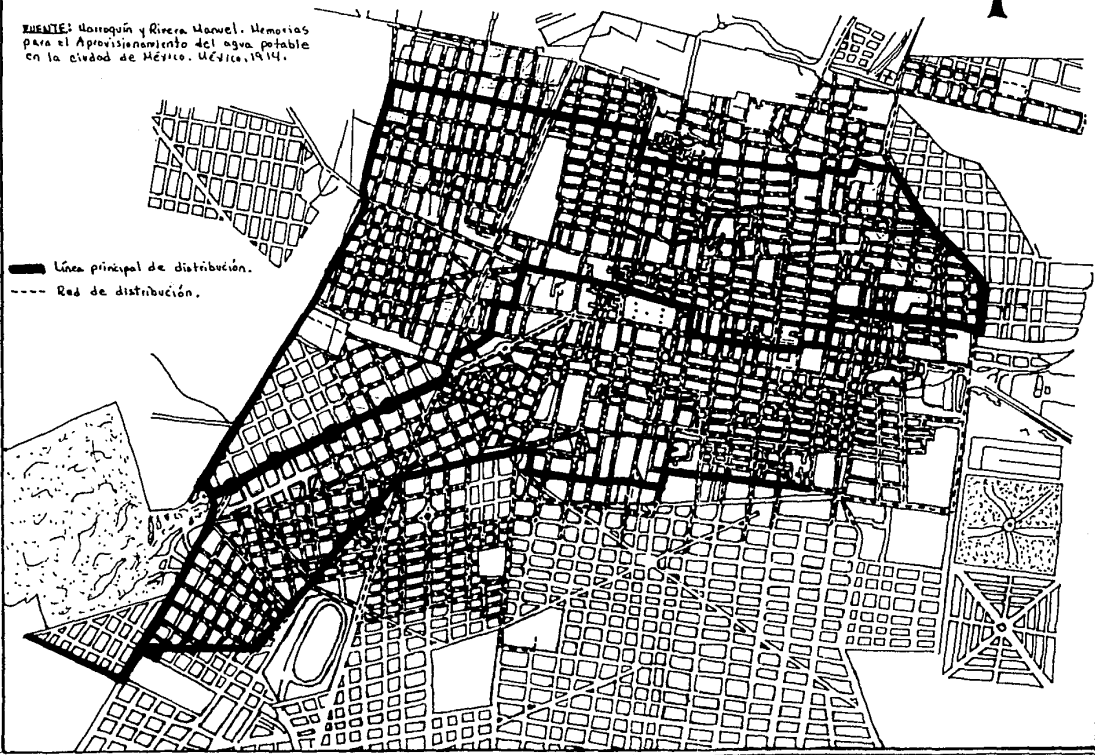 FUENTE: Marroquín y Rivera Manuel. Memorias
para el Aprovisionamiento del agua potable
en la ciudad de México. México, 1914.
Línea principal de distribución.
Red de distribución.